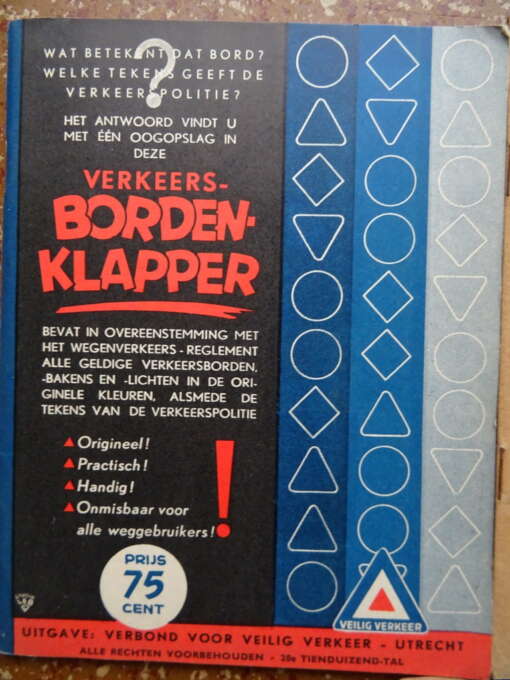 WAT BETEKENT DAT BORD?
WELKE TEKENS GEEFT DE
VERKEERSPOLITIE?
HET ANTWOORD VINDT U
MET ÉÉN OOGOPSLAG IN
DEZE
VERKEERS-
BORDEN-
KLAPPER
BEVAT IN OVEREENSTEMMING MET
HET WEGENVERKEERS-REGLEMENT
ALLE GELDIGE VERKEERSBORDEN,
-BAKENS EN -LICHTEN IN DE ORI-
GINELE KLEUREN, ALSMEDE DE
TEKENS VAN DE VERKEERSPOLITIE
Origineel!
Practisch!
Handig!
Onmisbaar voor
alle weggebruikers!
!
PRIJS
75
CENT
VEILIG VERKEER
UITGAVE: VERBOND VOOR VEILIG VERKEER - UTRECHT
ALLE RECHTEN VOORBEHOUDEN - 20e TIENDUIZEND-TAL